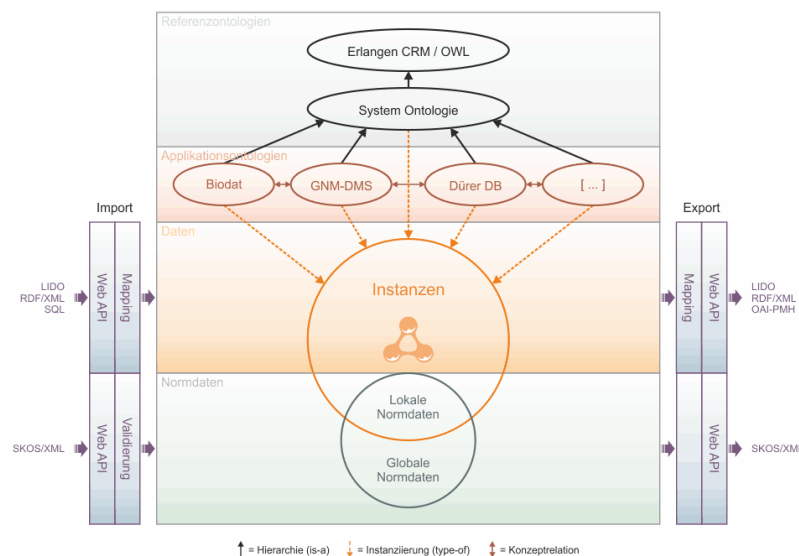 Referenzontologien
Erlangen CRM / OWL
System Ontologie
Applikationsontologien
Biodat
GNM-DMS
Dürer DB
[ ... ]
Import
Export
Daten
LIDO
RDF/XML
SQL
Web API
Mapping
Instanzen
Mapping
Web API
LIDO
RDF/XML
OAI-PMH
Normdaten
Lokale
Normdaten
SKOS/XML
Web API
Validierung
Globale
Normdaten
Web API
SKOS/XM
= Hierarchie (is-a)
= Instanziierung (type-of)
= Konzeptrelation